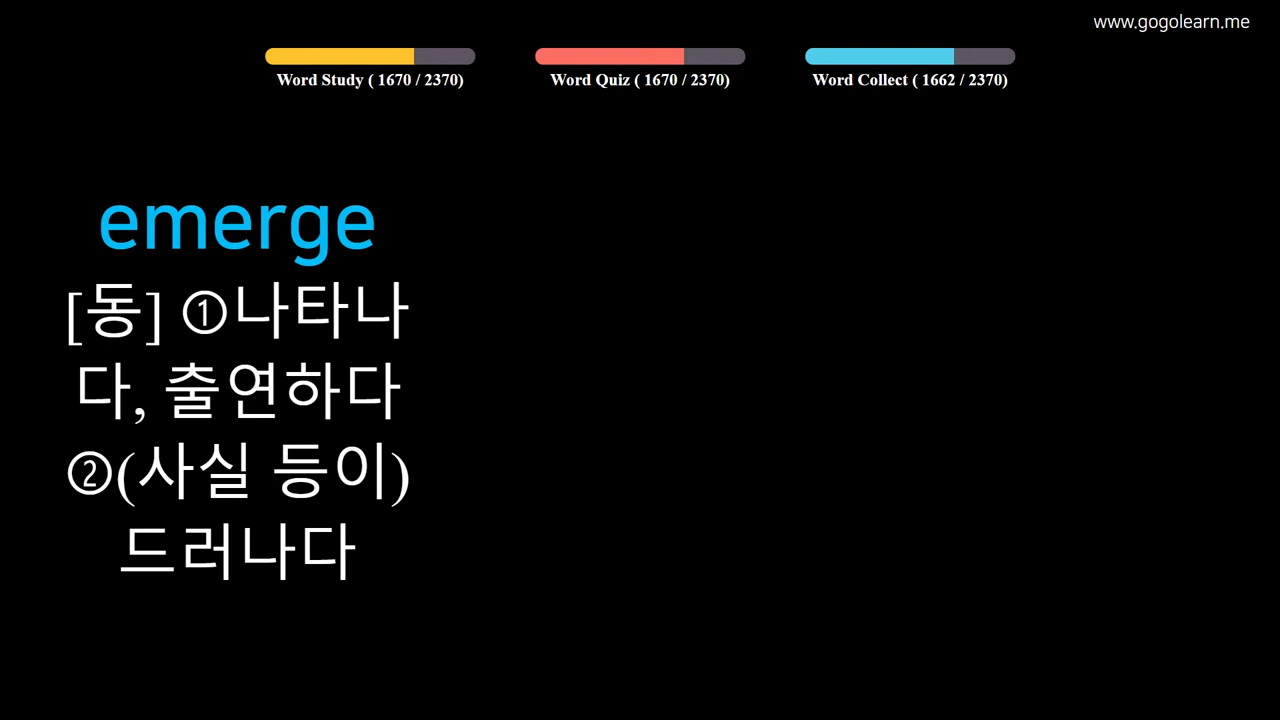 www.gogolearn.me
Word Study ( 1670 / 2370)
Word Quiz ( 1670 / 2370)
Word Collect ( 1662 / 2370)
emerge
[동] ①나타나
다, 출연하다
②(사실 등이)
드러나다